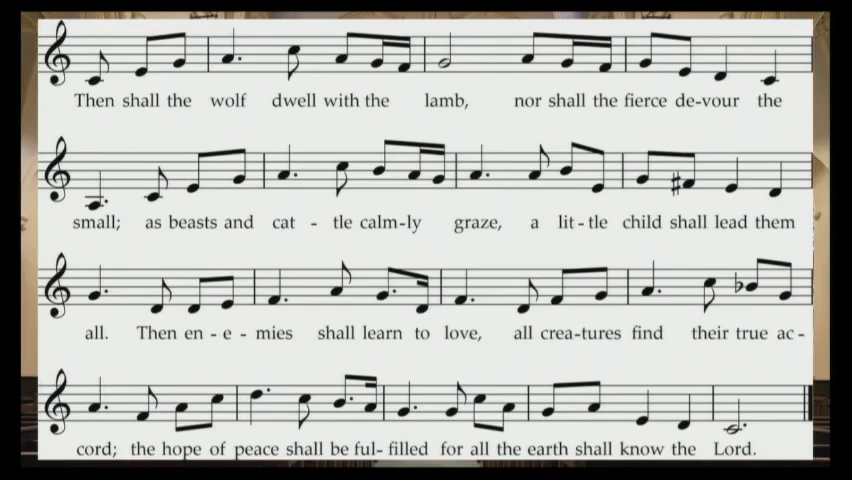 Then shall the wolf dwell with the lamb, nor shall the fierce de-vour the
small; as beasts and cat - tle calm-ly graze, a lit-tle child shall lead them
all. Then en - e - mies shall learn to love, all crea-tures find their true ac-
cord; the hope of peace shall be ful- filled for all the earth shall know the Lord.